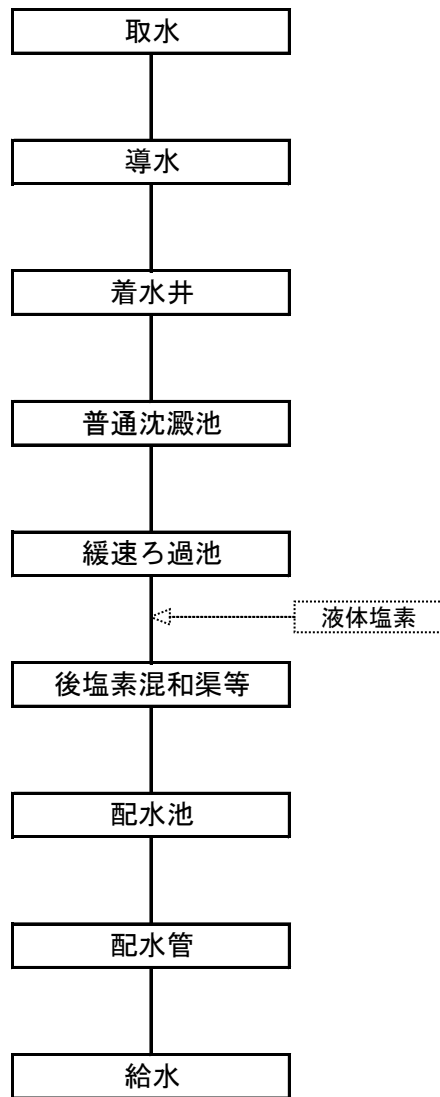 取水
導水
着水井
普通沈澱池
緩速ろ過池
液体塩素
後塩素混和渠等
配水池
配水管
給水